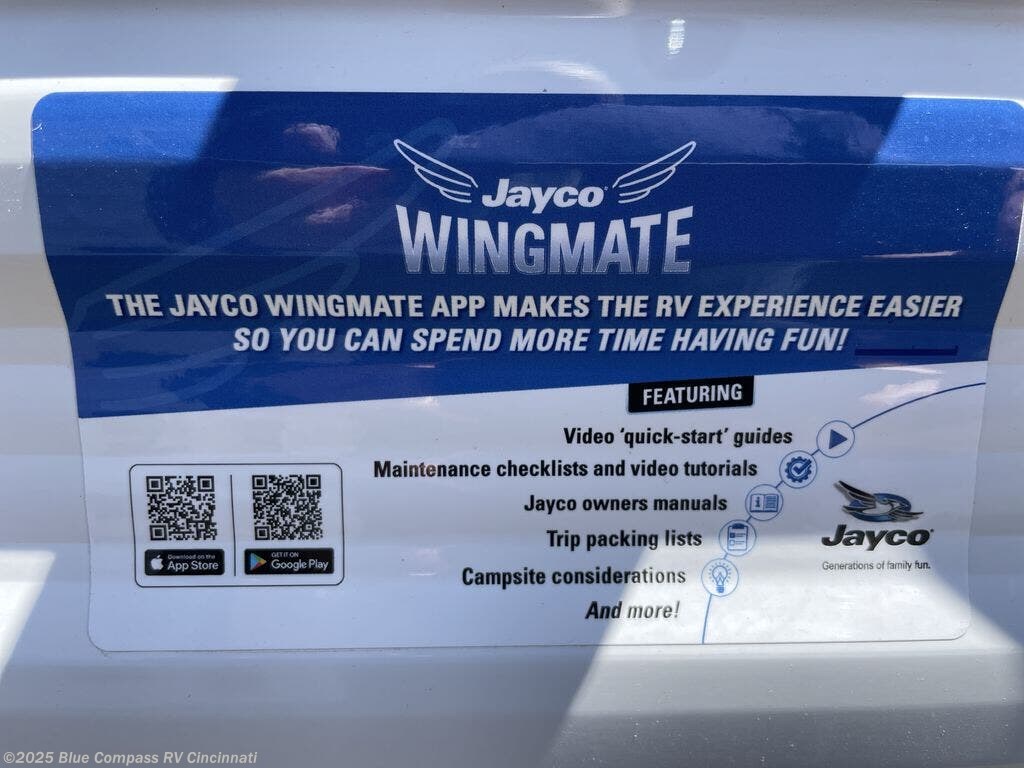 Jayco
WINGMATE
THE JAYCO WINGMATE APP MAKES THE RV EXPERIENCE EASIER
SO YOU CAN SPEND MORE TIME HAVING FUN!
FEATURING
Video ‘quick-start’ guides
Maintenance checklists and video tutorials
Jayco owners manuals
Trip packing lists
Campsite considerations
And more!
Download on the
App Store
GET IT ON
Google Play
Jayco
Generations of family fun.
©2025 Blue Compass RV Cincinnati